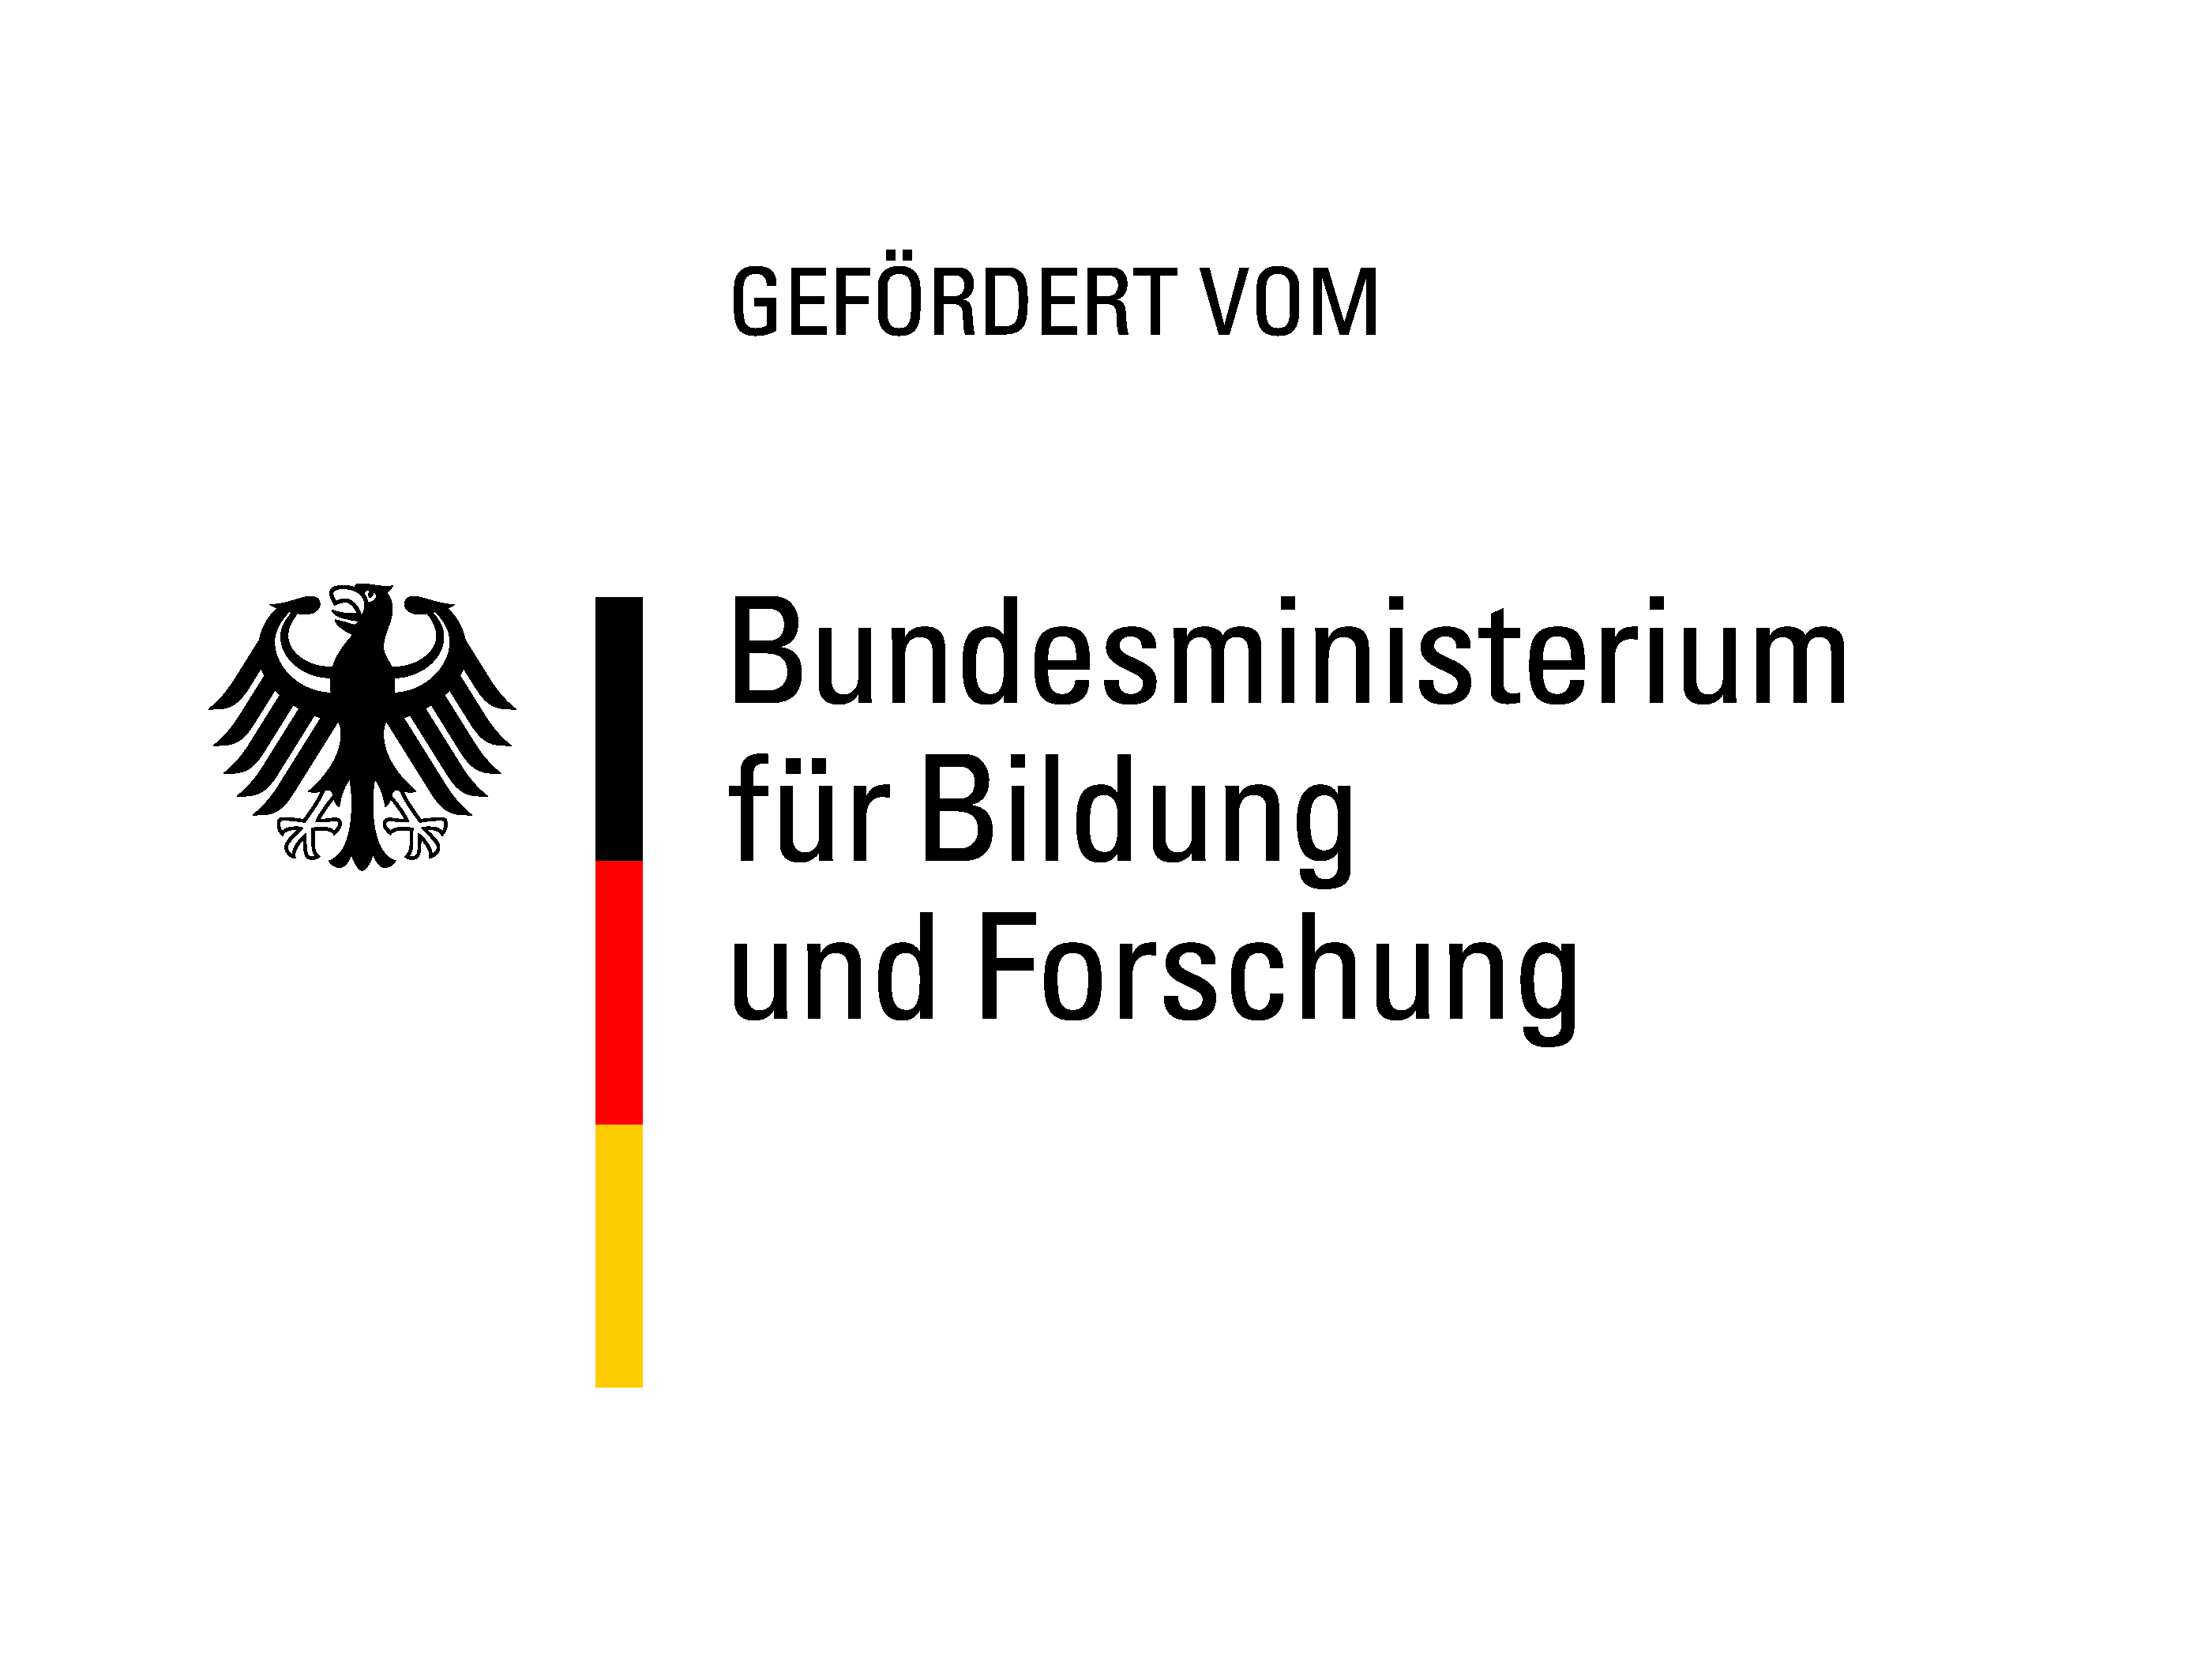 GEFÖRDERT VOM
Bundesministerium
für Bildung
und Forschung